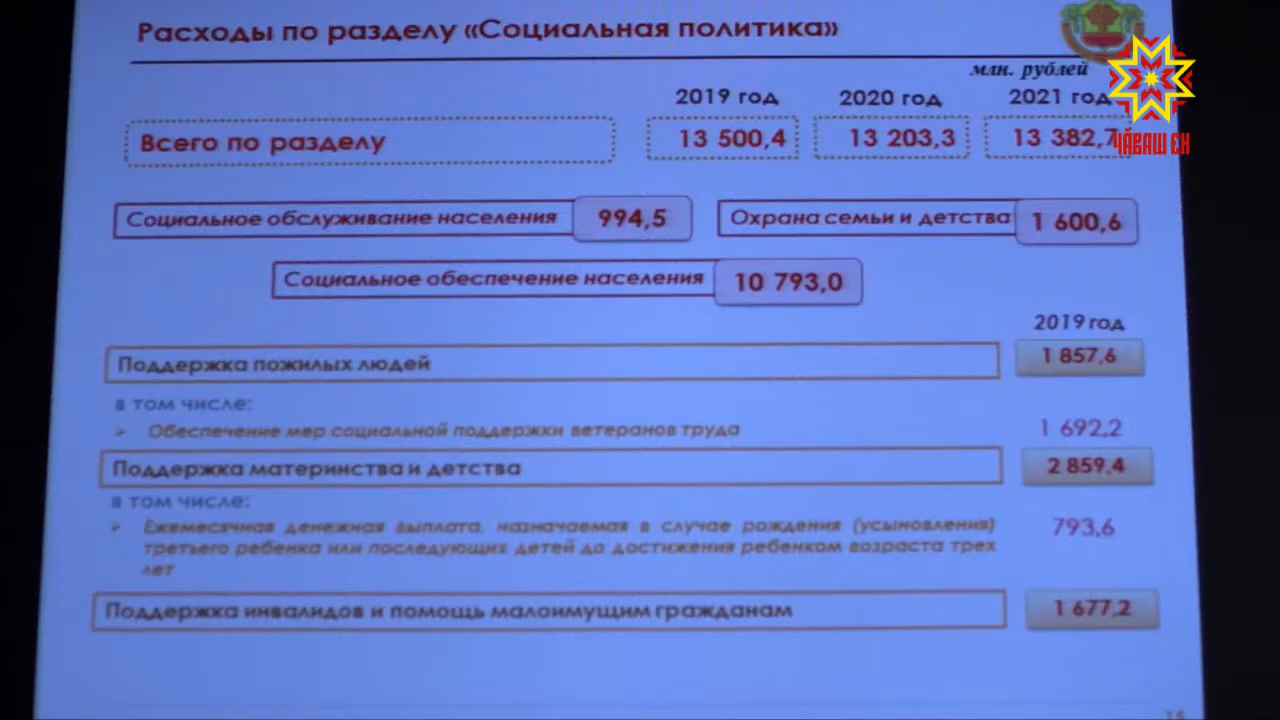 Расходы по разделу «Социальная политика»
млн. рублей
2019 год 2020 год 2021 год
Всего по разделу 13 500,4 13 203,3 13 382,7
ЧĂВАШ ЕН
Социальное обслуживание населения 994,5 Охрана семьи и детства 1 600,6
Социальное обеспечение населения 10 793,0
2019 год
Поддержка пожилых людей 1 857,6
в том числе:
➢ Обеспечение мер социальной поддержки ветеранов труда 1 692,2
Поддержка материнства и детства 2 859,4
в том числе:
➢ Ежемесячная денежная выплата, назначаемая в случае рождения (усыновления) 793,6
третьего ребенка или последующих детей до достижения ребенком возраста трех
лет
Поддержка инвалидов и помощь малоимущим гражданам 1 677,2